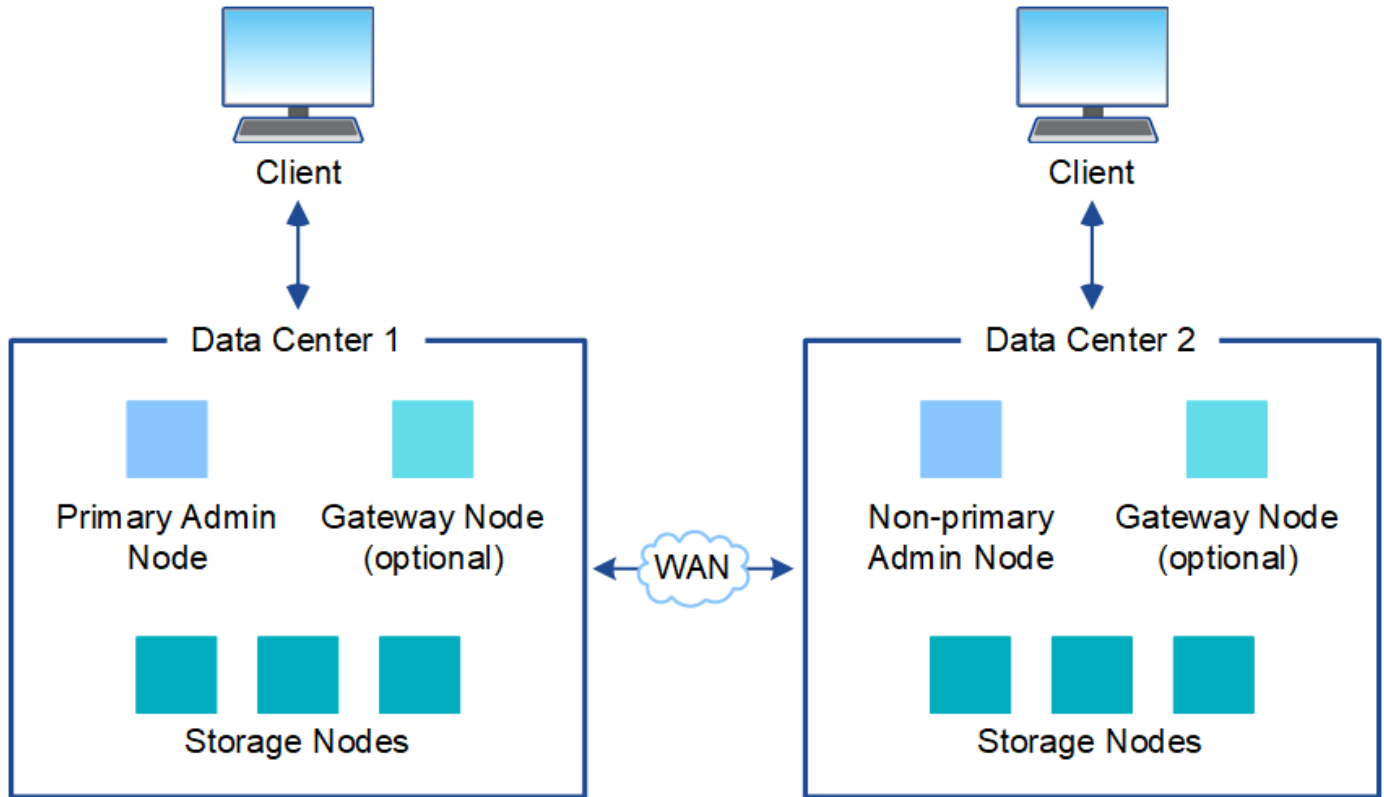 Client
Client
Data Center 1
Data Center 2
Primary Admin
Node
Gateway Node
(optional)
WAN
Non-primary
Admin Node
Gateway Node
(optional)
Storage Nodes
Storage Nodes